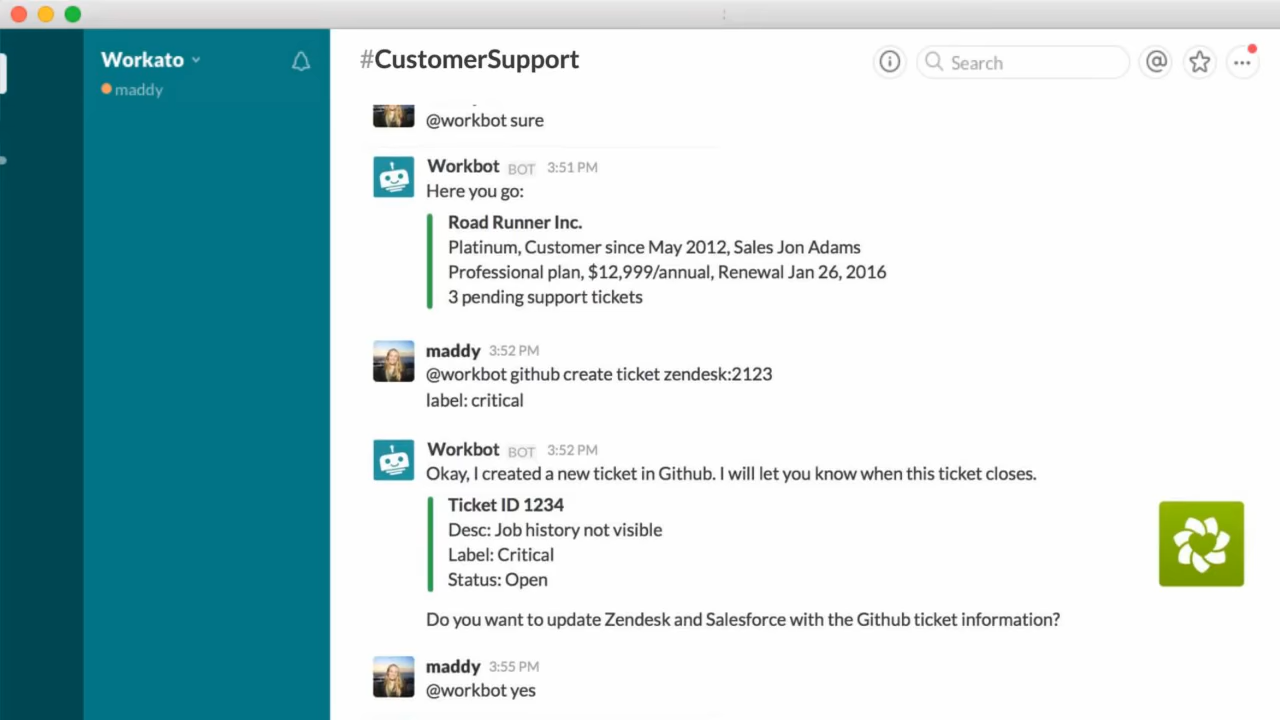 Workato
maddy
#CustomerSupport
Search
@workbot sure
Workbot BOT 3:51 PM
Here you go:
Road Runner Inc.
Platinum, Customer since May 2012, Sales Jon Adams
Professional plan, $12,999/annual, Renewal Jan 26, 2016
3 pending support tickets
maddy 3:52 PM
@workbot github create ticket zendesk:2123
label: critical
Workbot BOT 3:52 PM
Okay, I created a new ticket in Github. I will let you know when this ticket closes.
Ticket ID 1234
Desc: Job history not visible
Label: Critical
Status: Open
Do you want to update Zendesk and Salesforce with the Github ticket information?
maddy 3:55 PM
@workbot yes